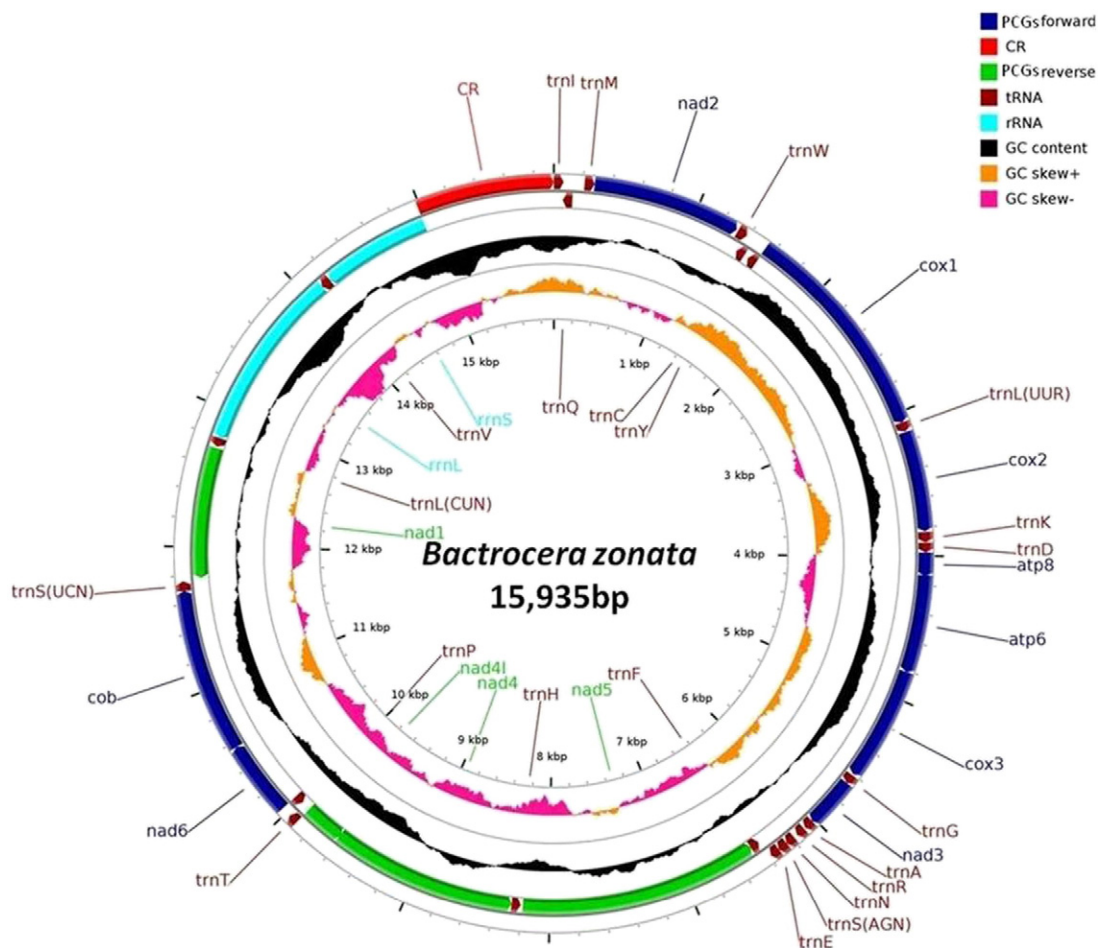 PCGsforward
CR
PCGsreverse
tRNA
rRNA
GC content
GC skew+
GC skew-
CR
trnI
trnM
nad2
trnW
cox1
trnL(UUR)
cox2
trnK
trnD
atp8
atp6
cox3
trnG
nad3
trnA
trnR
trnN
trnS(AGN)
trnE
trnT
nad6
cob
trnS(UCN)
15 kbp
1 kbp
14 kbp
2 kbp
trnQ
trnC
trnY
rrnS
trnV
rrnL
13 kbp
3 kbp
trnL(CUN)
nad1
12 kbp
4 kbp
Bactrocera zonata
15,935bp
11 kbp
5 kbp
trnP
nad4l
nad4
trnH
nad5
trnF
10 kbp
6 kbp
9 kbp
8 kbp
7 kbp